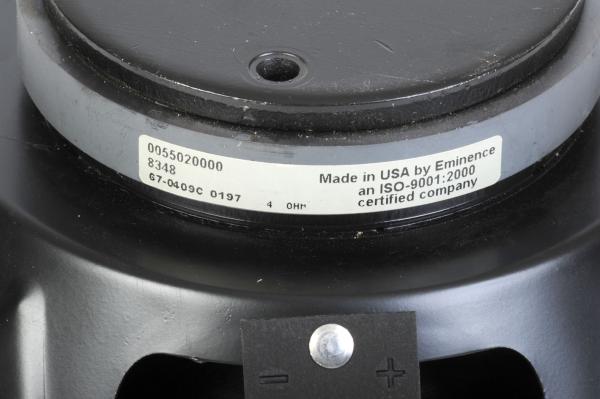 0055020000
8348
67-0409C 0197
4 OHM
Made in USA by Eminence
an ISO-9001:2000
certified company
− +